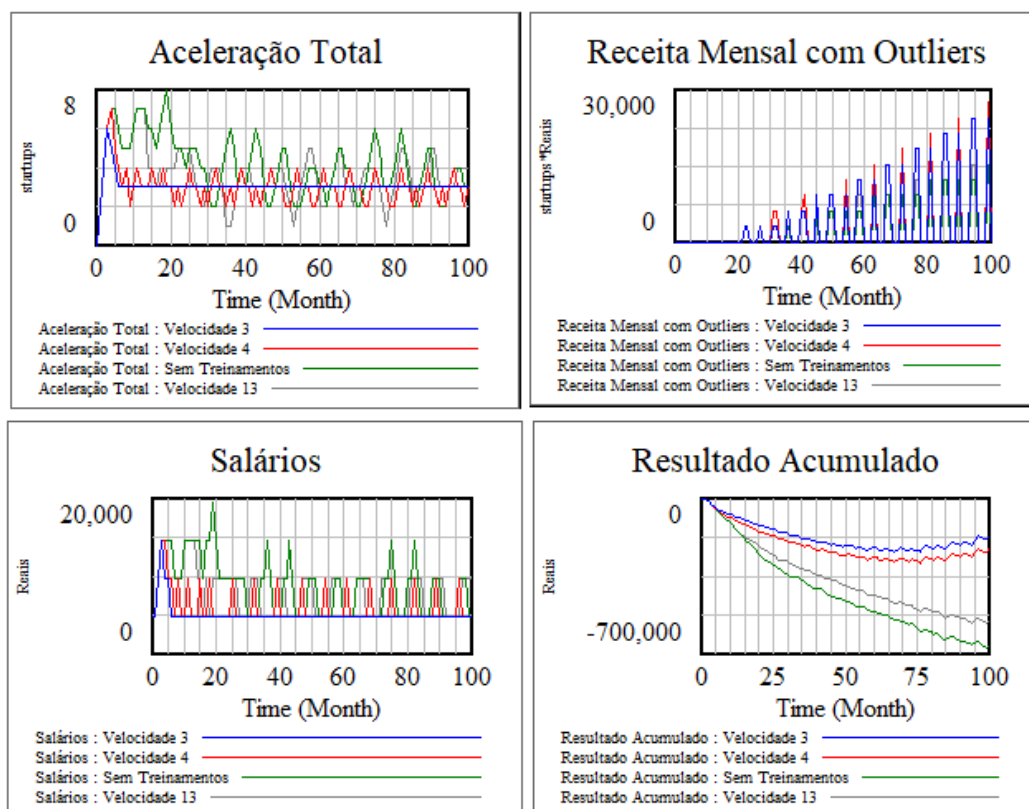 Aceleração Total
8
startups
0
0 20 40 60 80 100
Time (Month)
Aceleração Total : Velocidade 3
Aceleração Total : Velocidade 4
Aceleração Total : Sem Treinamentos
Aceleração Total : Velocidade 13
Receita Mensal com Outliers
30,000
startups*Reais
0
0 20 40 60 80 100
Time (Month)
Receita Mensal com Outliers : Velocidade 3
Receita Mensal com Outliers : Velocidade 4
Receita Mensal com Outliers : Sem Treinamentos
Receita Mensal com Outliers : Velocidade 13
Salários
20,000
Reais
0
0 20 40 60 80 100
Time (Month)
Salários : Velocidade 3
Salários : Velocidade 4
Salários : Sem Treinamentos
Salários : Velocidade 13
Resultado Acumulado
0
Reais
-700,000
0 25 50 75 100
Time (Month)
Resultado Acumulado : Velocidade 3
Resultado Acumulado : Velocidade 4
Resultado Acumulado : Sem Treinamentos
Resultado Acumulado : Velocidade 13